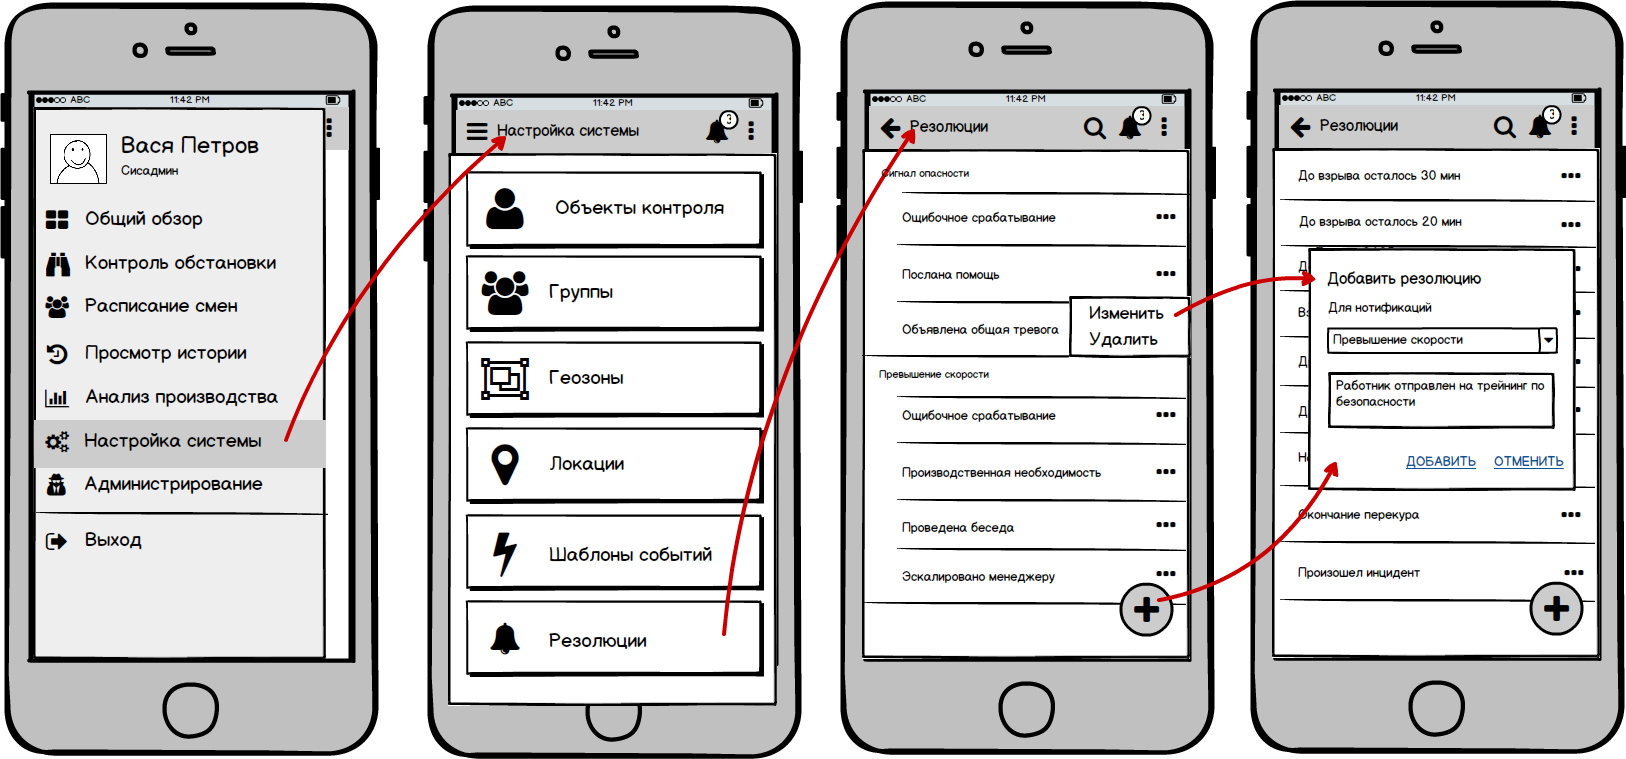 ABC 11:42 PM
Вася Петров
Сисадмин
Общий обзор
Контроль обстановки
Расписание смен
Просмотр истории
Анализ производства
Настройка системы
Администрирование
Выход
ABC 11:42 PM
Настройка системы 3
Объекты контроля
Группы
Геозоны
Локации
Шаблоны событий
Резолюции
ABC 11:42 PM
Резолюции 3
Сигнал опасности
Ощибочное срабатывание
Послана помощь
Объявлена общая тревога
Изменить
Удалить
Превышение скорости
Ощибочное срабатывание
Производственная необходимость
Проведена беседа
Эскалировано менеджеру
ABC 11:42 PM
Резолюции 3
До взрыва осталось 30 мин
До взрыва осталось 20 мин
Добавить резолюцию
Для нотификаций
Превышение скорости
Работник отправлен на трейнинг по
безопасности
ДОБАВИТЬ ОТМЕНИТЬ
Окончание перекура
Произошел инцидент